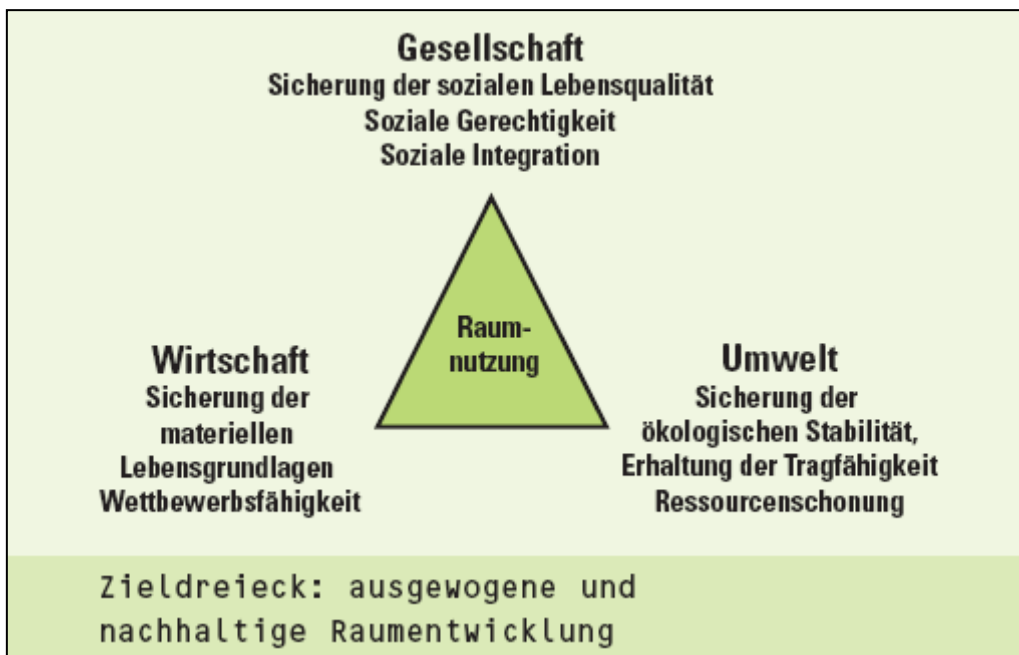 Gesellschaft
Sicherung der sozialen Lebensqualität
Soziale Gerechtigkeit
Soziale Integration
Raum-
nutzung
Wirtschaft
Sicherung der
materiellen
Lebensgrundlagen
Wettbewerbsfähigkeit
Umwelt
Sicherung der
ökologischen Stabilität,
Erhaltung der Tragfähigkeit
Ressourcenschonung
Zieldreieck: ausgewogene und
nachhaltige Raumentwicklung